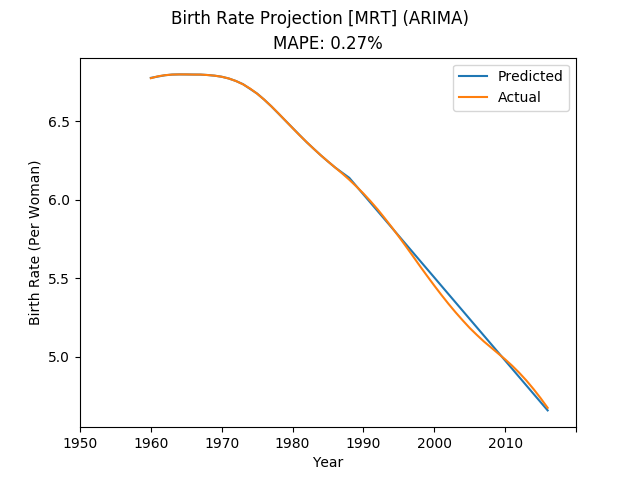 Birth Rate Projection [MRT] (ARIMA)
MAPE: 0.27%
Predicted
Actual
Birth Rate (Per Woman)
6.5
6.0
5.5
5.0
1950 1960 1970 1980 1990 2000 2010
Year